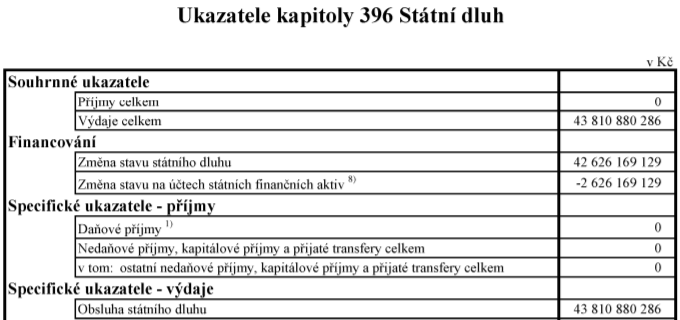 Ukazatele kapitoly 396 Státní dluh
v Kč
Souhrnné ukazatele
Příjmy celkem 0
Výdaje celkem 43 810 880 286
Financování
Změna stavu státního dluhu 42 626 169 129
Změna stavu na účtech státních finančních aktiv 8) -2 626 169 129
Specifické ukazatele - příjmy
Daňové příjmy 1) 0
Nedaňové příjmy, kapitálové příjmy a přijaté transfery celkem 0
v tom: ostatní nedaňové příjmy, kapitálové příjmy a přijaté transfery celkem 0
Specifické ukazatele - výdaje
Obsluha státního dluhu 43 810 880 286